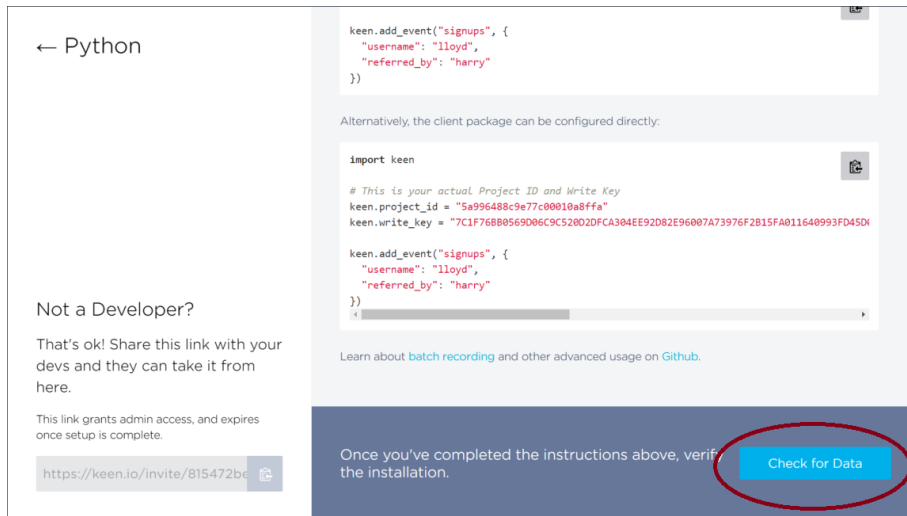 ← Python
Not a Developer?
That's ok! Share this link with your
devs and they can take it from
here.
This link grants admin access, and expires
once setup is complete.
https://keen.io/invite/815472be
keen.add_event("signups", {
"username": "lloyd",
"referred_by": "harry"
})
Alternatively, the client package can be configured directly:
import keen
# This is your actual Project ID and Write Key
keen.project_id = "5a996488c9e77c00010a8ffa"
keen.write_key = "7C1F76BB0569D06C9C520D2DFCA304EE92D82E96007A73976F2B15FA011640993FD45D
keen.add_event("signups", {
"username": "lloyd",
"referred_by": "harry"
})
Learn about batch recording and other advanced usage on Github.
Once you've completed the instructions above, verify
the installation.
Check for Data